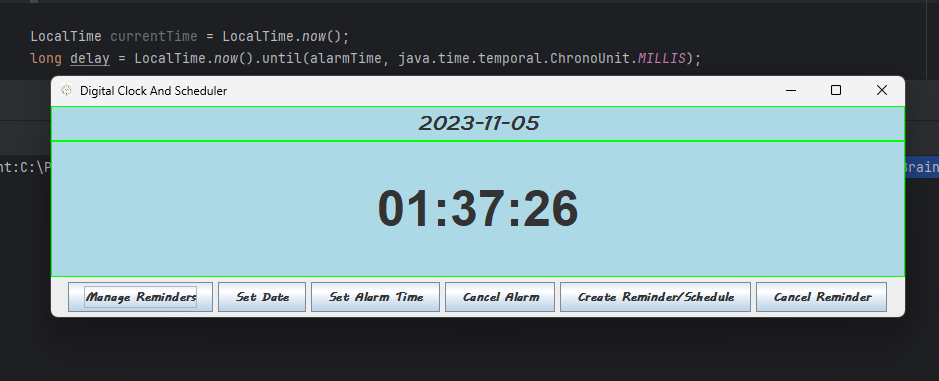 LocalTime currentTime = LocalTime.now();
long delay = LocalTime.now().until(alarmTime, java.time.temporal.ChronoUnit.MILLIS);
Digital Clock And Scheduler
2023-11-05
nt:C:\P
Brain
01:37:26
Manage Reminders Set Date Set Alarm Time Cancel Alarm Create Reminder/Schedule Cancel Reminder